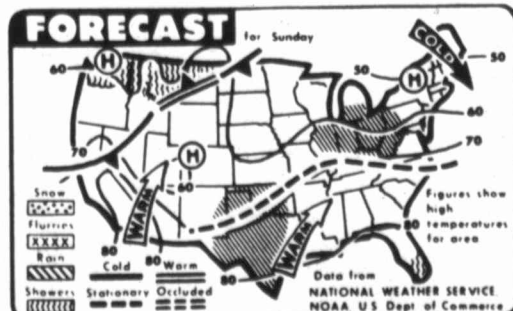 FORECAST
for Sunday
H
60
COLD
50
50
H
60
70
H
70
60
WARM
80
80
WARM
80
Figures show
high
temperatures
for area
Snow
Flurries
XXXX
Rain
Showers
Cold
Warm
Stationary
Occluded
Data from
NATIONAL WEATHER SERVICE
NOAA U S Dept of Commerce